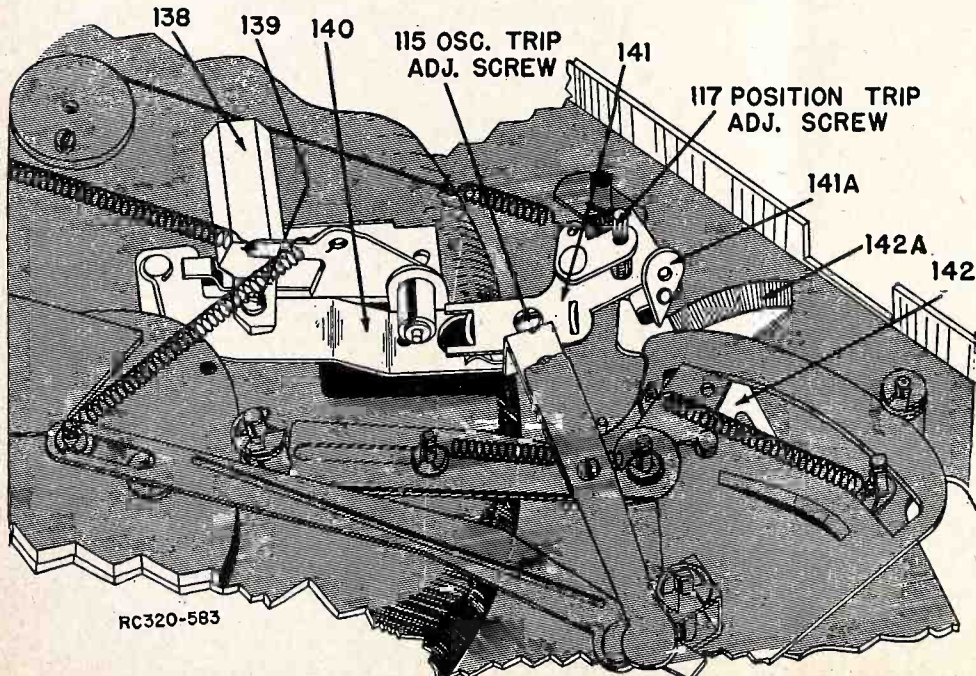 138
139
140
115 OSC. TRIP
ADJ. SCREW
141
117 POSITION TRIP
ADJ. SCREW
141A
142A
142
RC320-583